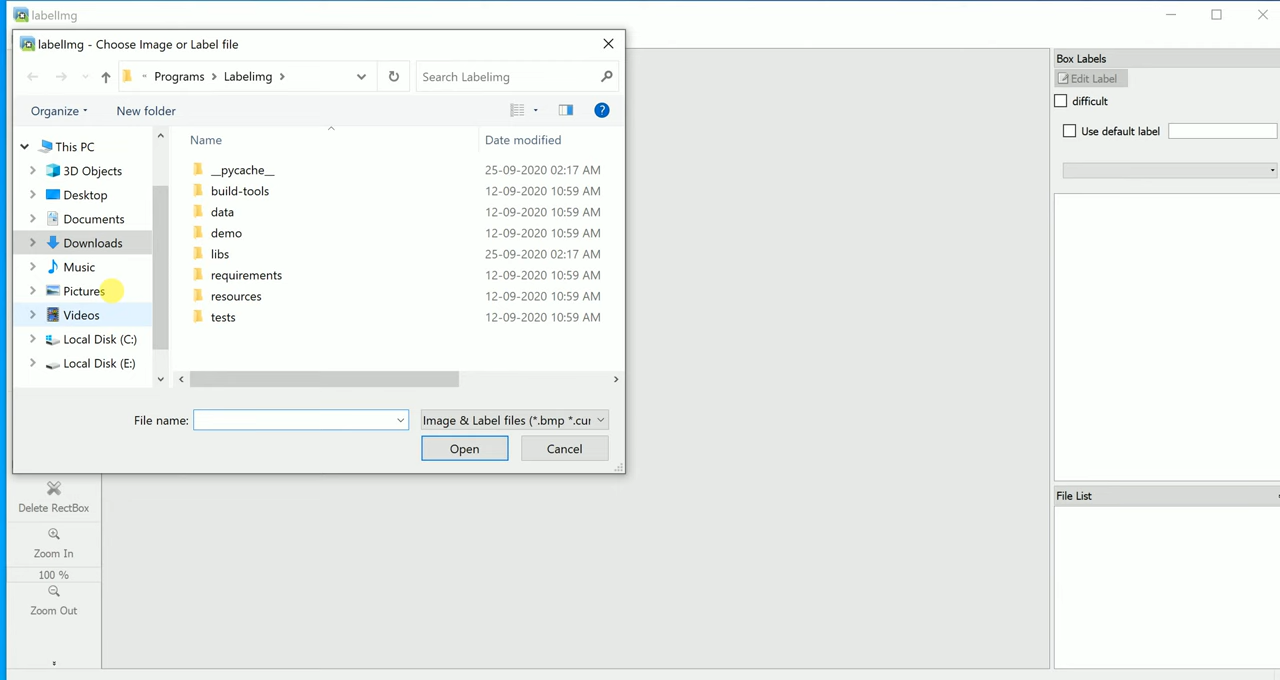 labelImg
labelImg - Choose Image or Label file
« Programs > Labelimg >
Search Labelimg
Organize
New folder
This PC
3D Objects
Desktop
Documents
Downloads
Music
Pictures
Videos
Local Disk (C:)
Local Disk (E:)
Name Date modified
__pycache__ 25-09-2020 02:17 AM
build-tools 12-09-2020 10:59 AM
data 12-09-2020 10:59 AM
demo 12-09-2020 10:59 AM
libs 25-09-2020 02:17 AM
requirements 12-09-2020 10:59 AM
resources 12-09-2020 10:59 AM
tests 12-09-2020 10:59 AM
File name:
Image & Label files (*.bmp *.cur
Open
Cancel
Delete RectBox
Zoom In
100 %
Zoom Out
Box Labels
Edit Label
difficult
Use default label
File List